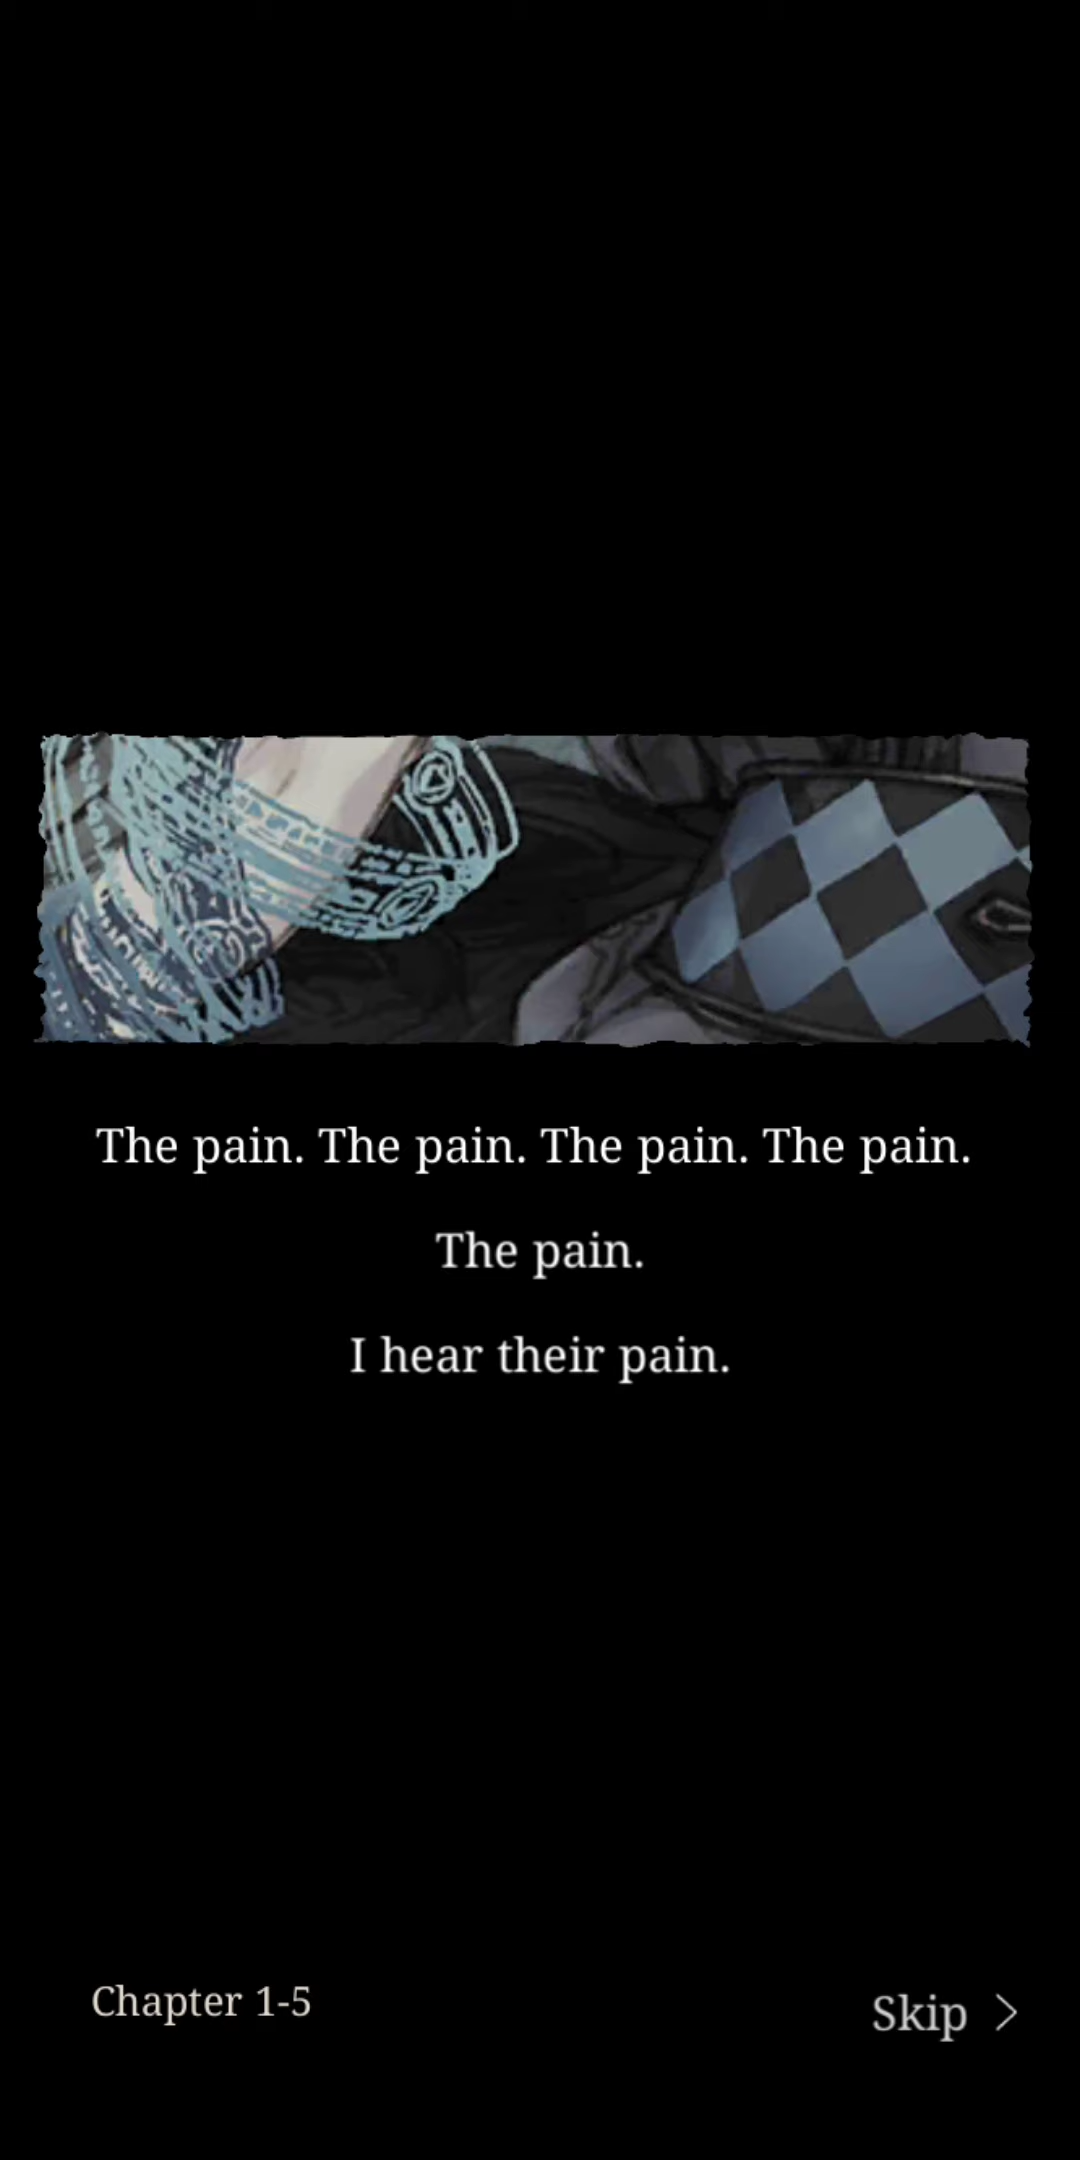 The pain. The pain. The pain. The pain.
The pain.
I hear their pain.
Chapter 1-5
Skip >